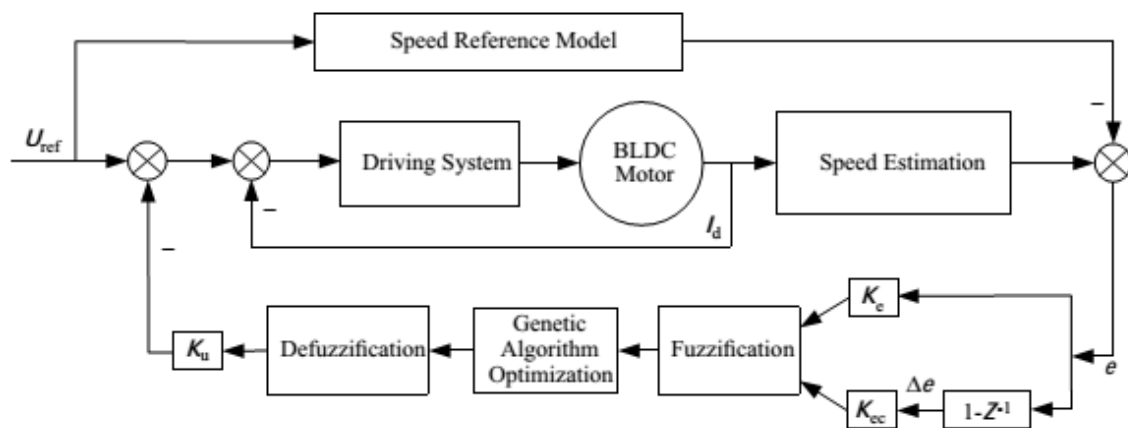 Speed Reference Model
–
U_ref
Driving System
BLDC
Motor
Speed Estimation
–
I_d
–
K_e
Genetic
Algorithm
Optimization
Defuzzification
Fuzzification
K_u
e
Δe
K_ec
1-Z⁻¹